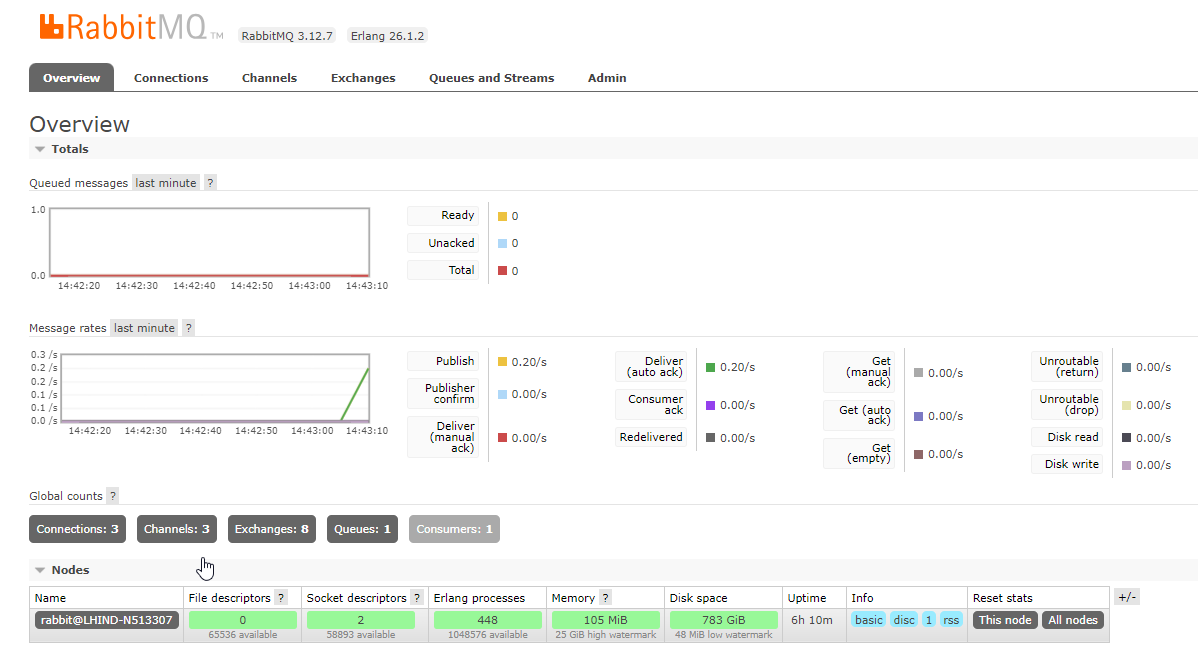 RabbitMQ TM RabbitMQ 3.12.7 Erlang 26.1.2
Overview Connections Channels Exchanges Queues and Streams Admin
Overview
Totals
Queued messages last minute ?
1.0
0.0
14:42:20 14:42:30 14:42:40 14:42:50 14:43:00 14:43:10
Ready 0
Unacked 0
Total 0
Message rates last minute ?
0.3 /s
0.2 /s
0.2 /s
0.1 /s
0.1 /s
0.0 /s
14:42:20 14:42:30 14:42:40 14:42:50 14:43:00 14:43:10
Publish 0.20/s
Publisher
confirm 0.00/s
Deliver
(manual
ack) 0.00/s
Deliver
(auto ack) 0.20/s
Consumer
ack 0.00/s
Redelivered 0.00/s
Get
(manual
ack) 0.00/s
Get (auto
ack) 0.00/s
Get
(empty) 0.00/s
Unroutable
(return) 0.00/s
Unroutable
(drop) 0.00/s
Disk read 0.00/s
Disk write 0.00/s
Global counts ?
Connections: 3 Channels: 3 Exchanges: 8 Queues: 1 Consumers: 1
Nodes
Name File descriptors ? Socket descriptors ? Erlang processes Memory ? Disk space Uptime Info Reset stats +/-
rabbit@LHIND-N513307 0 2 448 105 MiB 783 GiB 6h 10m basic disc 1 rss This node All nodes
65536 available 58893 available 1048576 available 25 GiB high watermark 48 MiB low watermark